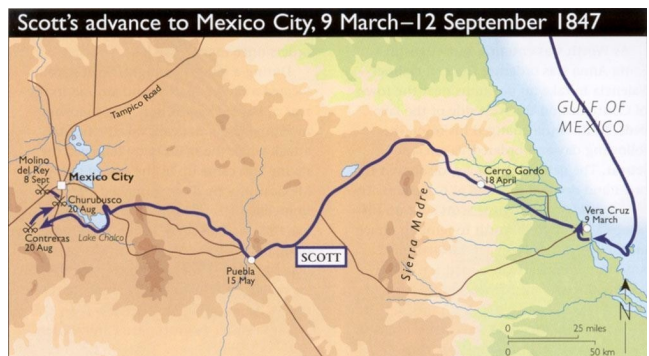 Scott's advance to Mexico City, 9 March–12 September 1847
GULF OF
MEXICO
Tampico Road
Molino
del Rey
8 Sept
Mexico City
Churubusco
20 Aug
Contreras
20 Aug
Lake Chalco
Puebla
15 May
SCOTT
Sierra Madre
Cerro Gordo
18 April
Vera Cruz
9 March
N
0
25 miles
0
50 km